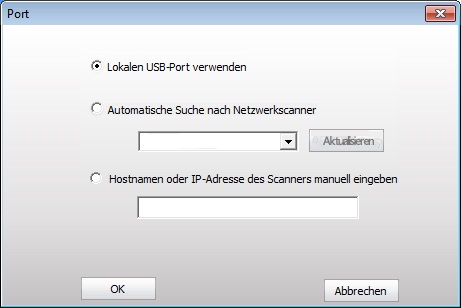 Port
Lokalen USB-Port verwenden
Automatische Suche nach Netzwerkscanner
Aktualisieren
Hostnamen oder IP-Adresse des Scanners manuell eingeben
OK
Abbrechen